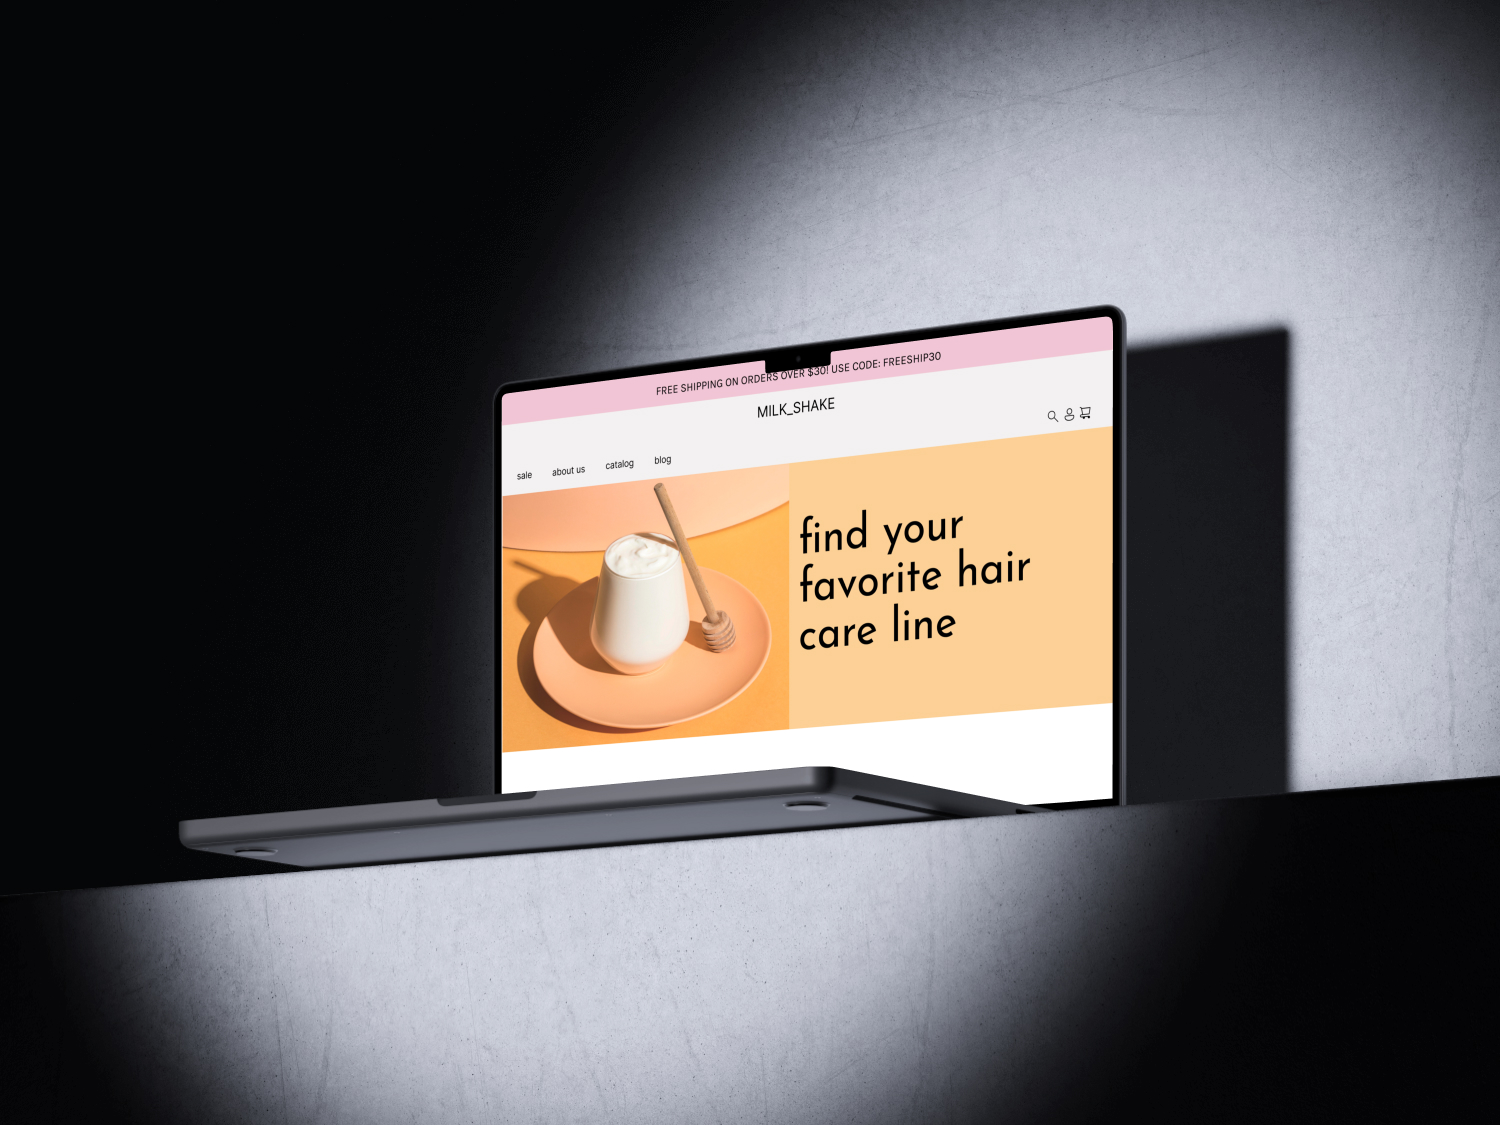 FREE SHIPPING ON ORDERS OVER $30! USE CODE: FREESHIP30
MILK_SHAKE
sale about us catalog blog
find your
favorite hair
care line